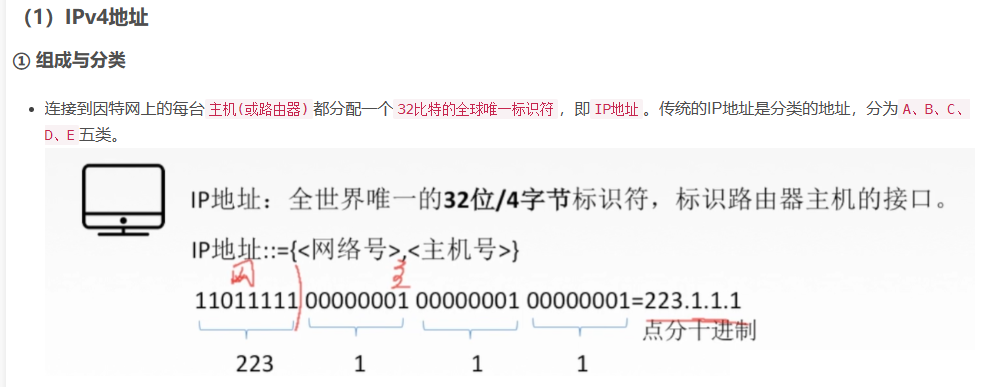 （1）IPv4地址
① 组成与分类
• 连接到因特网上的每台 主机(或路由器) 都分配一个 32比特的全球唯一标识符 ，即 IP地址 。传统的IP地址是分类的地址，分为 A、B、C、
D、E 五类。
IP地址：全世界唯一的32位/4字节标识符，标识路由器主机的接口。
IP地址::={<网络号>,<主机号>}
网 主
11011111 00000001 00000001 00000001=223.1.1.1
点分十进制
223 1 1 1